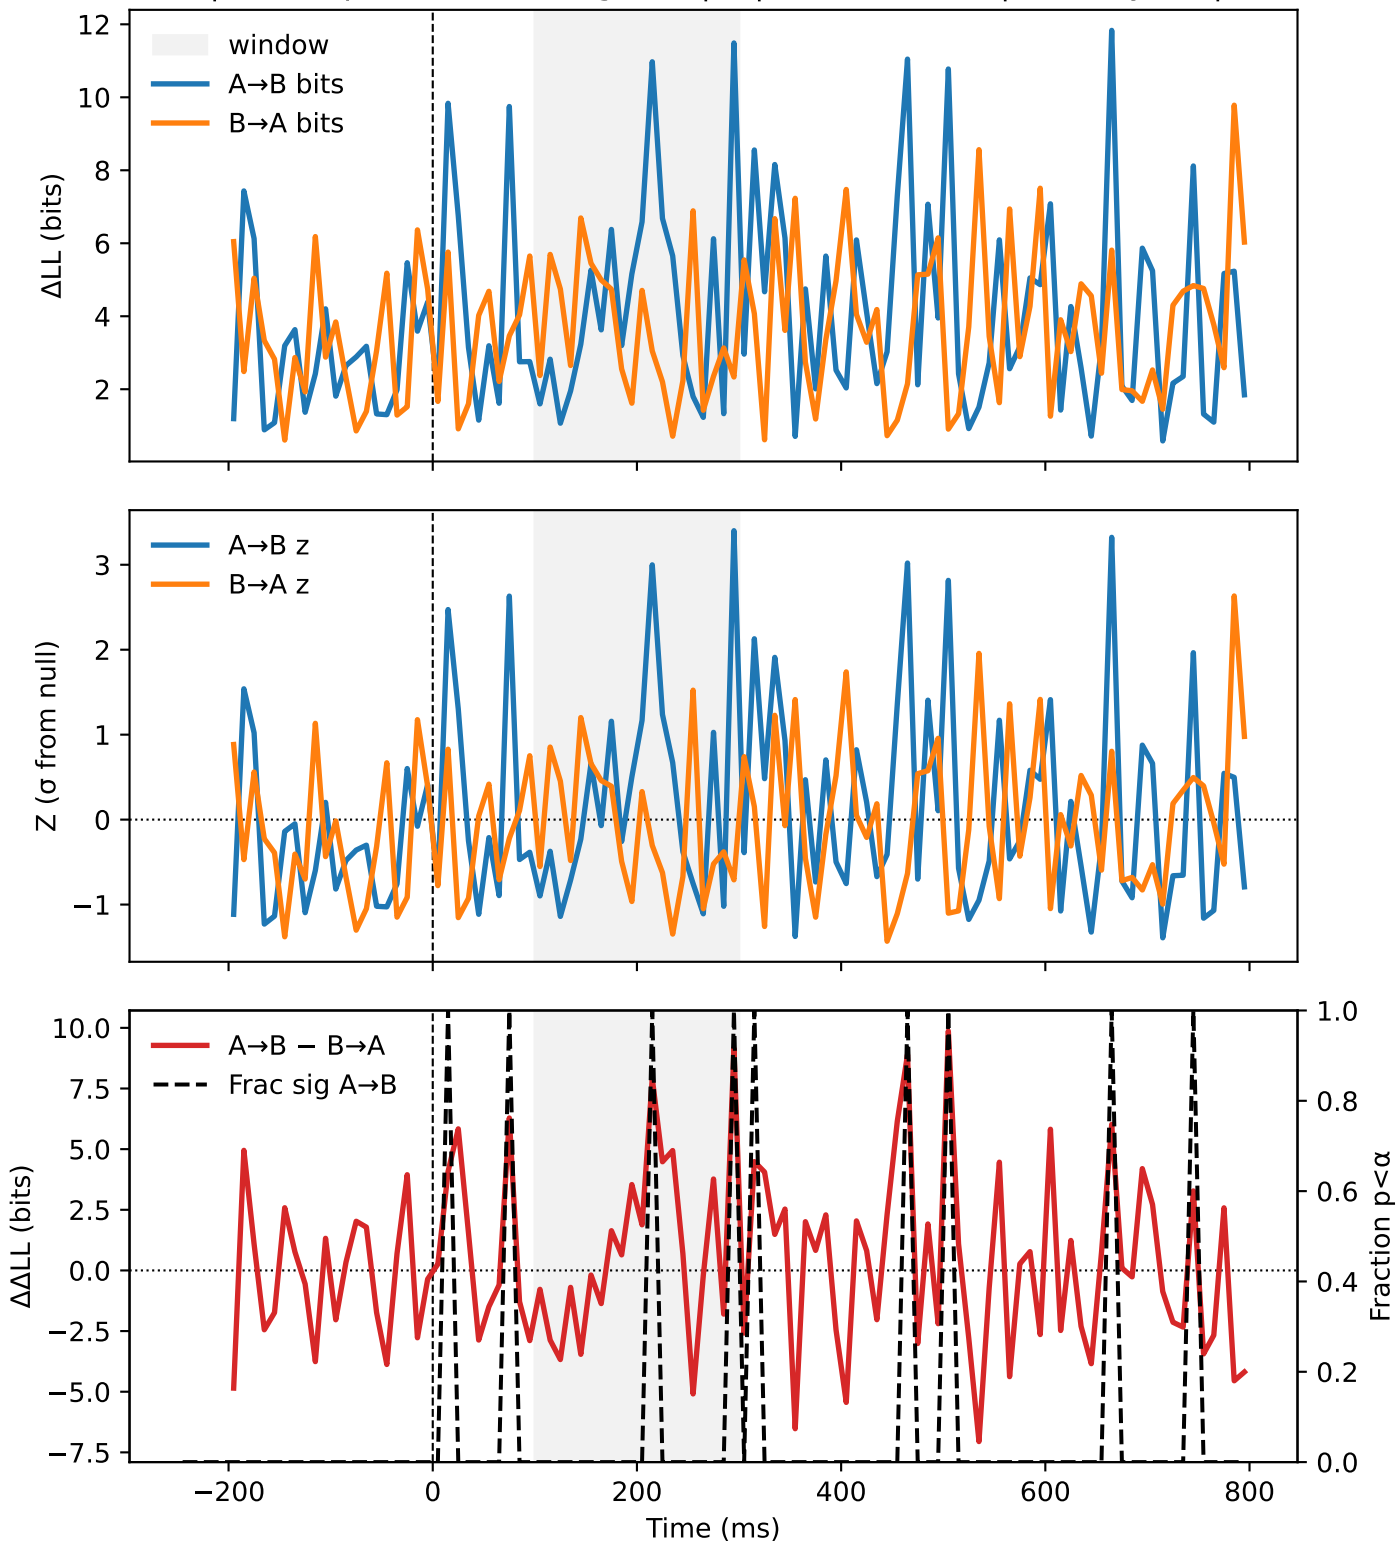 12
10
8
6
4
2
ΔLL (bits)
window
A→B bits
B→A bits
3
2
1
0
−1
Z (σ from null)
A→B z
B→A z
10.0
7.5
5.0
2.5
0.0
−2.5
−5.0
−7.5
ΔΔLL (bits)
A→B − B→A
Frac sig A→B
1.0
0.8
0.6
0.4
0.2
0.0
Fraction p<α
−200 0 200 400 600 800
Time (ms)